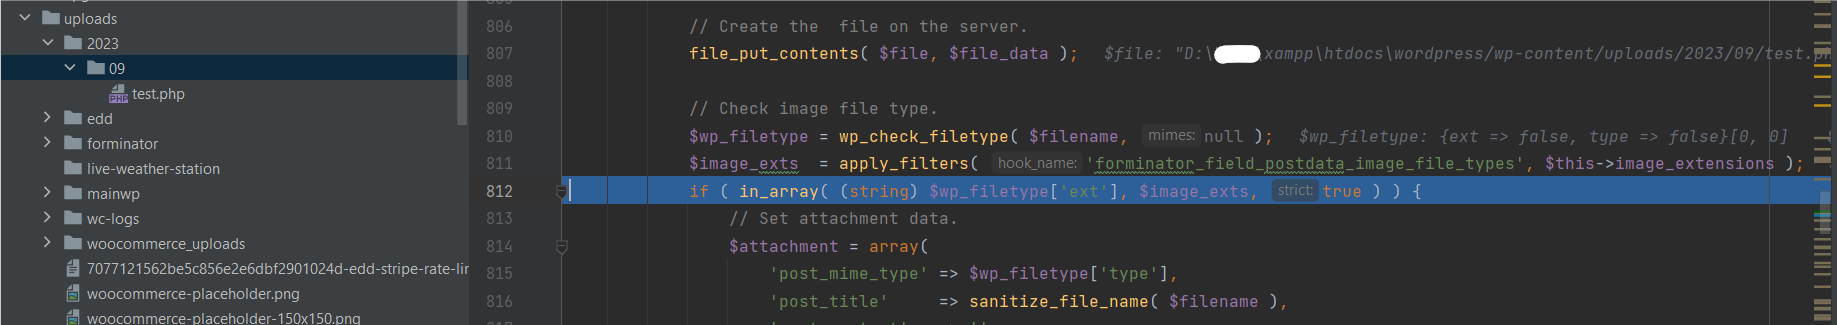 uploads
2023
09
test.php
edd
forminator
live-weather-station
mainwp
wc-logs
woocommerce_uploads
7077121562be5c856e2e6dbf2901024d-edd-stripe-rate-lir
woocommerce-placeholder.png
woocommerce-placeholder-150x150.png
806 // Create the  file on the server.
807 file_put_contents( $file, $file_data );   $file: "D:\ \xampp\htdocs\wordpress/wp-content/uploads/2023/09/test.p
808
809 // Check image file type.
810 $wp_filetype = wp_check_filetype( $filename, mimes: null );   $wp_filetype: {ext => false, type => false}[0, 0]
811 $image_exts  = apply_filters( hook_name: 'forminator_field_postdata_image_file_types', $this->image_extensions );
812 if ( in_array( (string) $wp_filetype['ext'], $image_exts, strict: true ) ) {
813 // Set attachment data.
814 $attachment = array(
815 'post_mime_type' => $wp_filetype['type'],
816 'post_title'     => sanitize_file_name( $filename ),